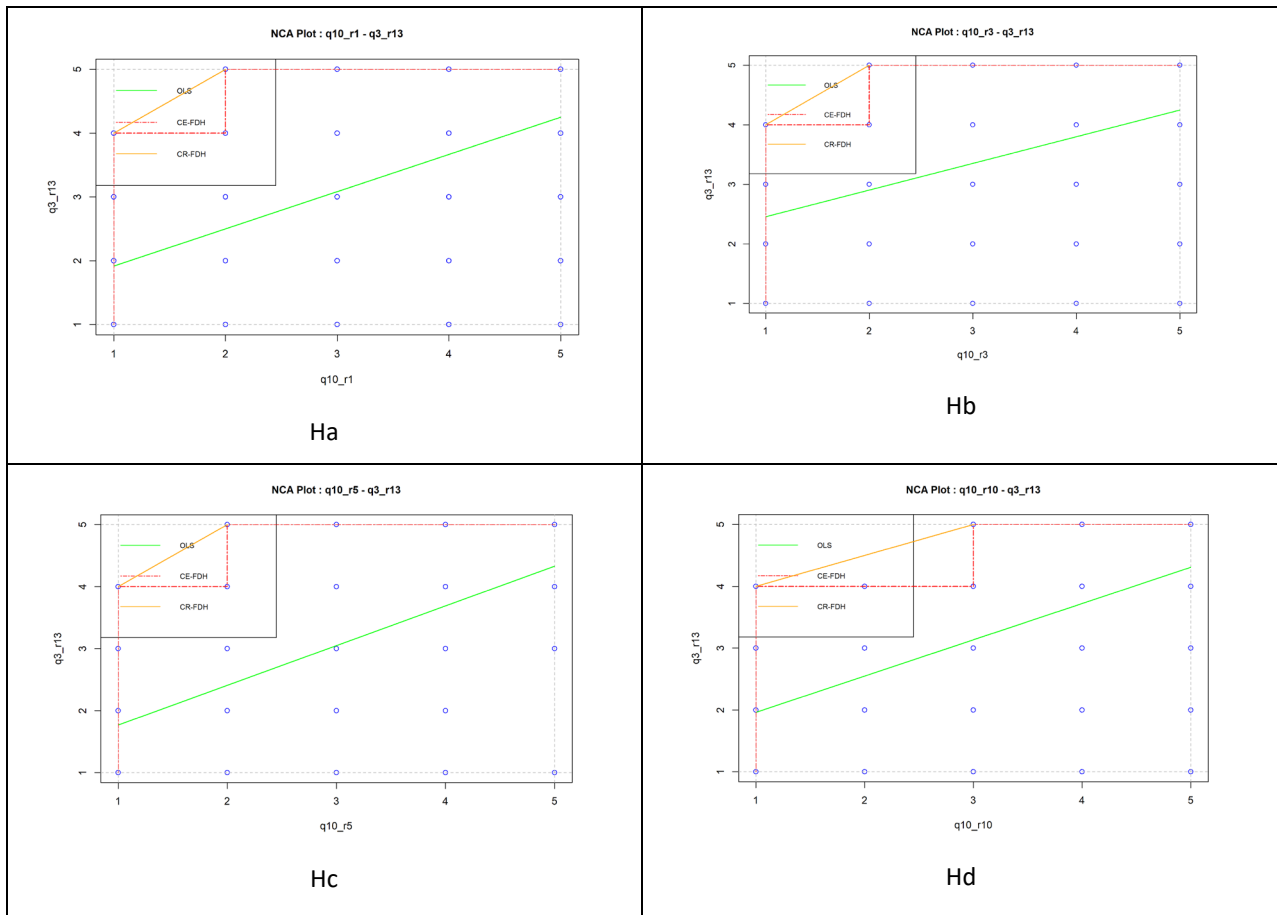 NCA Plot : q10_r1 - q3_r13
5
OLS
CE-FDH
4
CR-FDH
3
q3_r13
2
1
1 2 3 4 5
q10_r1
Ha
NCA Plot : q10_r3 - q3_r13
5
OLS
CE-FDH
4
CR-FDH
3
q3_r13
2
1
1 2 3 4 5
q10_r3
Hb
NCA Plot : q10_r5 - q3_r13
5
OLS
CE-FDH
4
CR-FDH
3
q3_r13
2
1
1 2 3 4 5
q10_r5
Hc
NCA Plot : q10_r10 - q3_r13
5
OLS
CE-FDH
4
CR-FDH
3
q3_r13
2
1
1 2 3 4 5
q10_r10
Hd